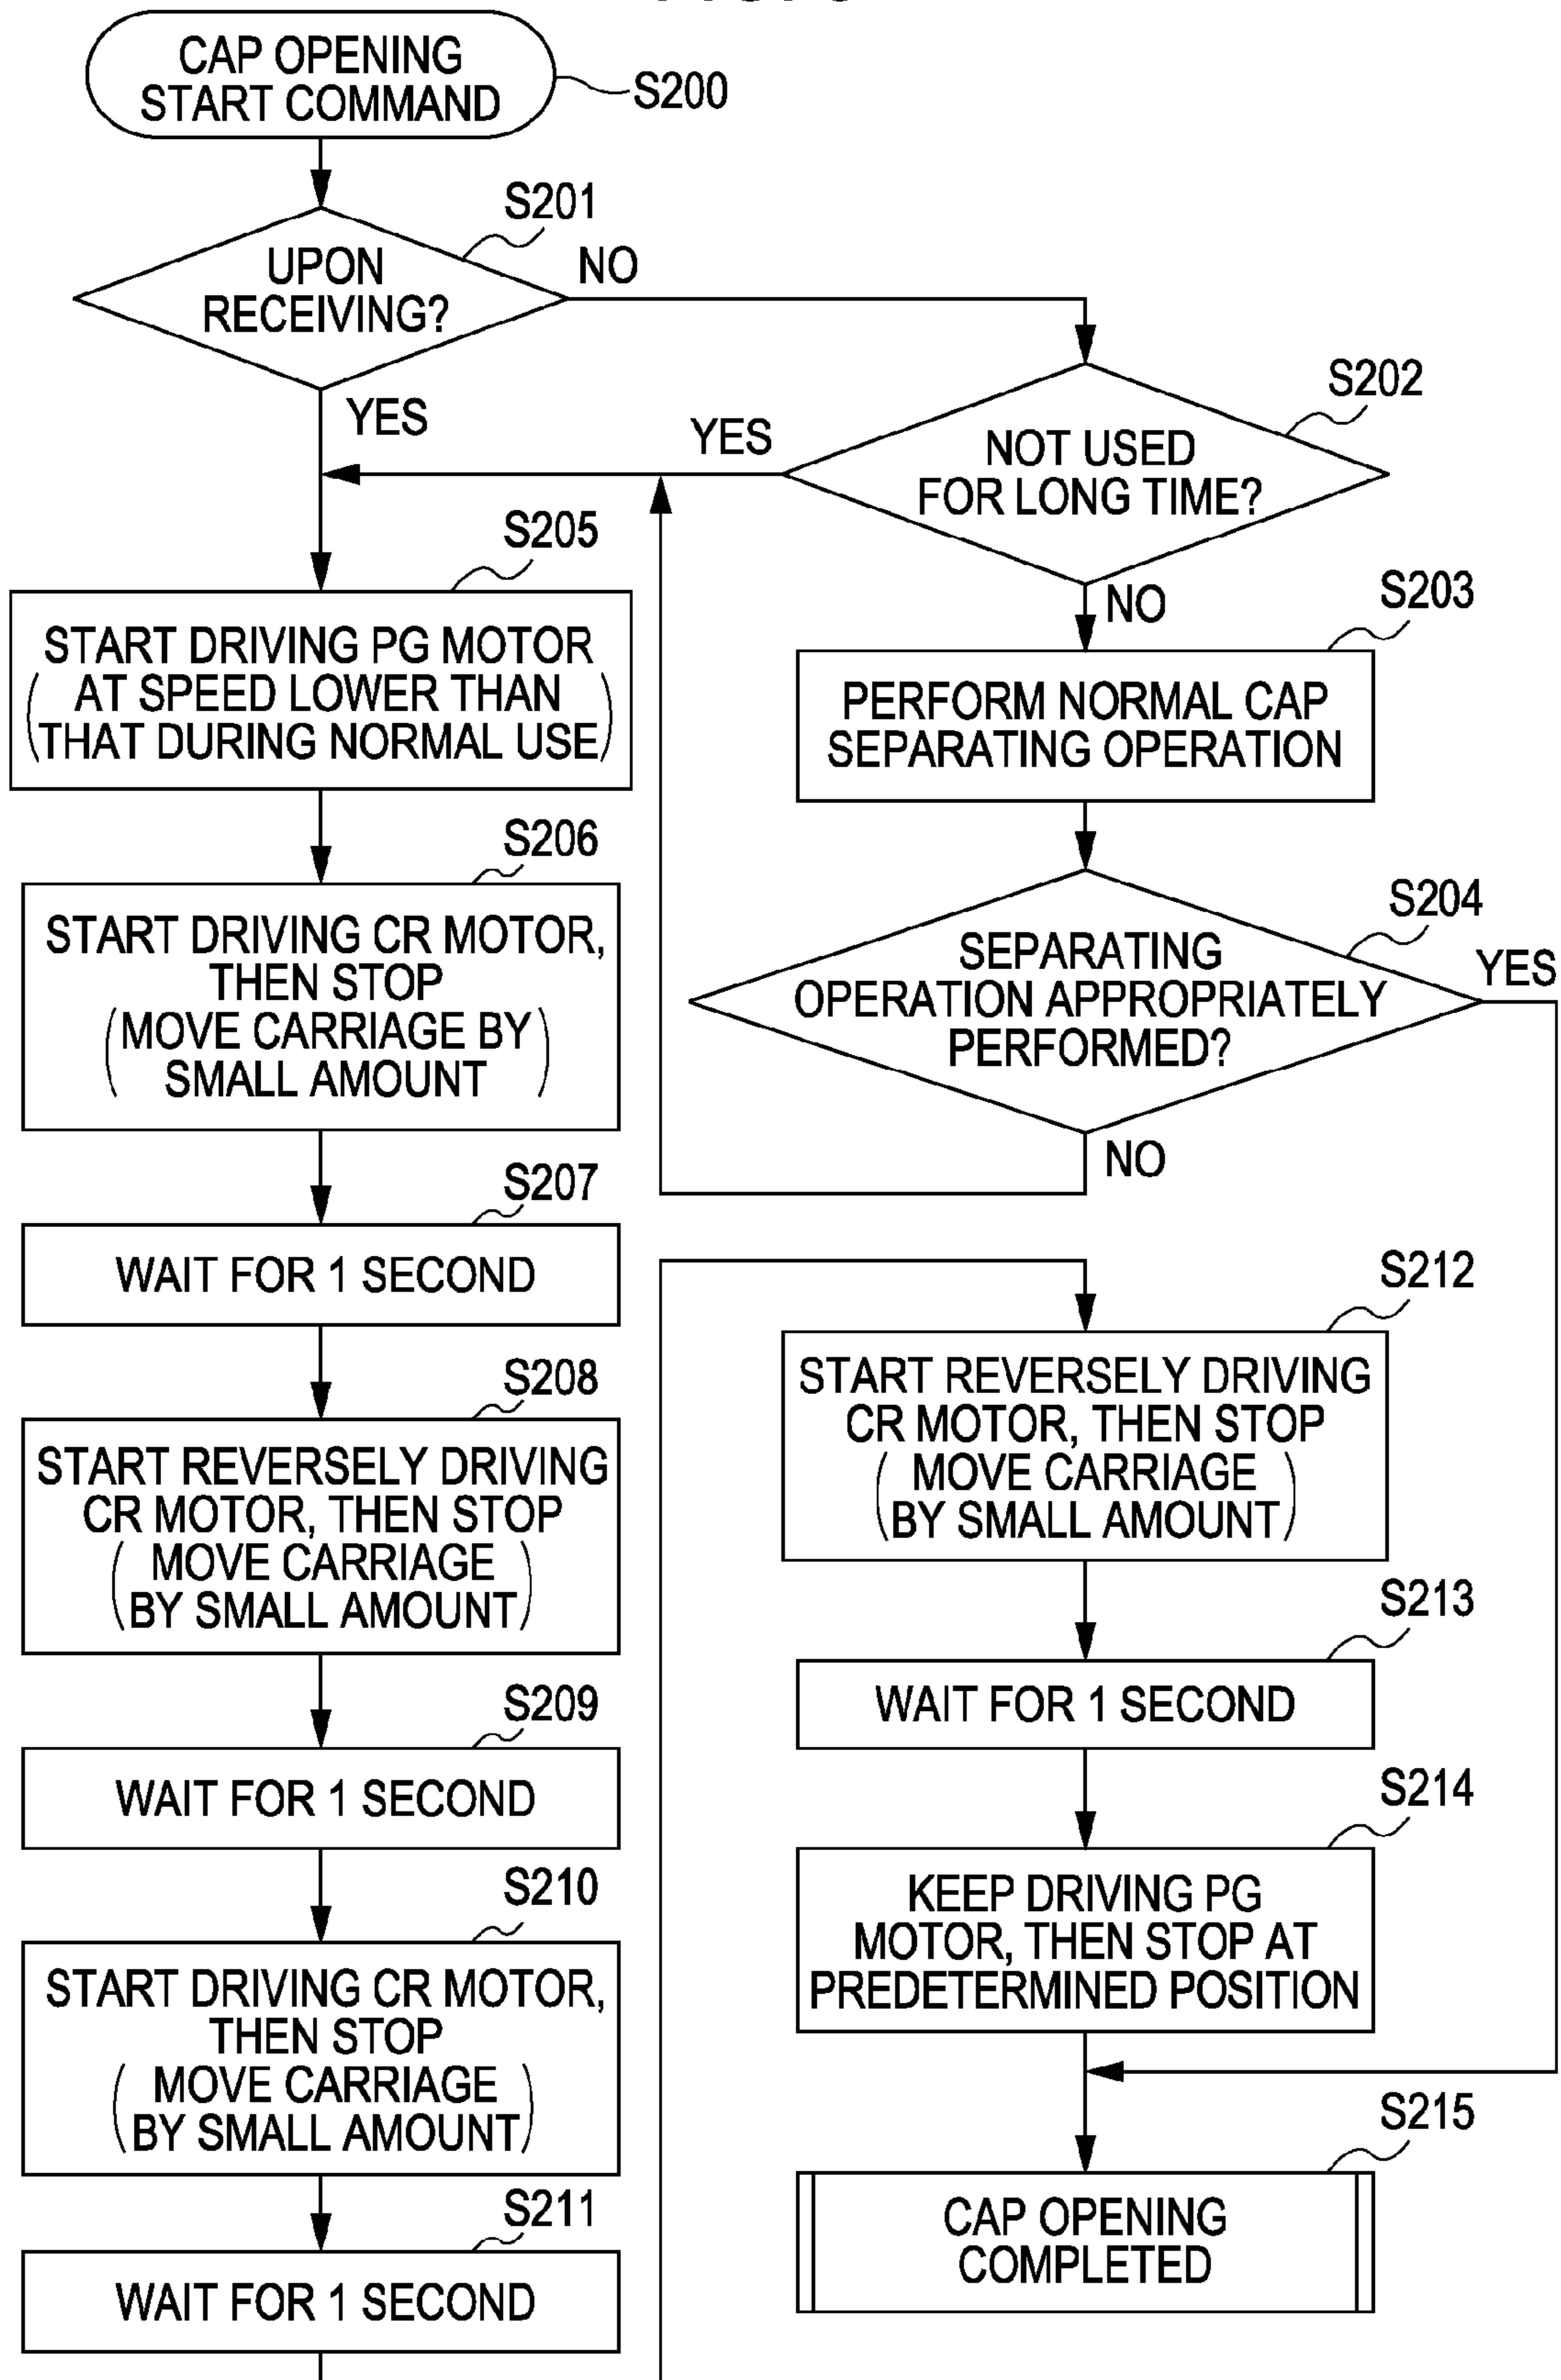 CAP OPENING
START COMMAND
S200
S201
UPON
RECEIVING?
NO
YES
S202
NOT USED
FOR LONG TIME?
YES
NO
S203
PERFORM NORMAL CAP
SEPARATING OPERATION
S204
SEPARATING
OPERATION APPROPRIATELY
PERFORMED?
YES
NO
S205
START DRIVING PG MOTOR
(AT SPEED LOWER THAN
THAT DURING NORMAL USE)
S206
START DRIVING CR MOTOR,
THEN STOP
(MOVE CARRIAGE BY
SMALL AMOUNT)
S207
WAIT FOR 1 SECOND
S208
START REVERSELY DRIVING
CR MOTOR, THEN STOP
(MOVE CARRIAGE
BY SMALL AMOUNT)
S209
WAIT FOR 1 SECOND
S210
START DRIVING CR MOTOR,
THEN STOP
(MOVE CARRIAGE
BY SMALL AMOUNT)
S211
WAIT FOR 1 SECOND
S212
START REVERSELY DRIVING
CR MOTOR, THEN STOP
(MOVE CARRIAGE
BY SMALL AMOUNT)
S213
WAIT FOR 1 SECOND
S214
KEEP DRIVING PG
MOTOR, THEN STOP AT
PREDETERMINED POSITION
S215
CAP OPENING
COMPLETED